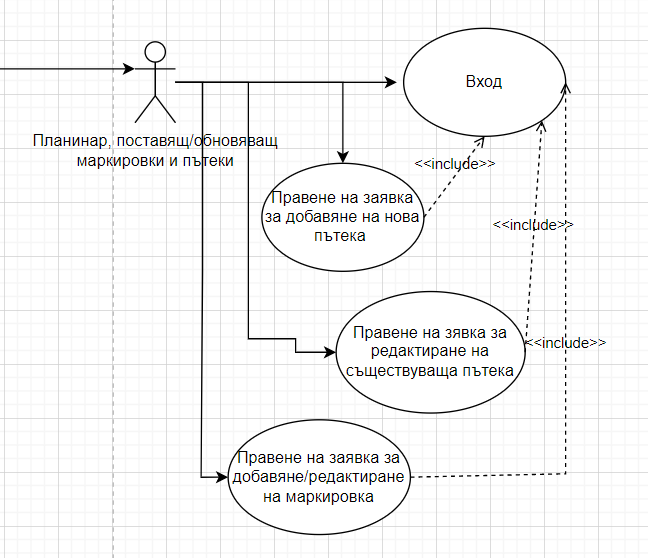 Вход
Планинар, поставящ/обновяващ
маркировки и пътеки
<<include>>
Правене на заявка
за добавяне на нова
пътека
<<include>>
Правене на зявка за
редактиране на
съществуваща пътека
<<include>>
Правене на заявка за
добавяне/редактиране
на маркировка